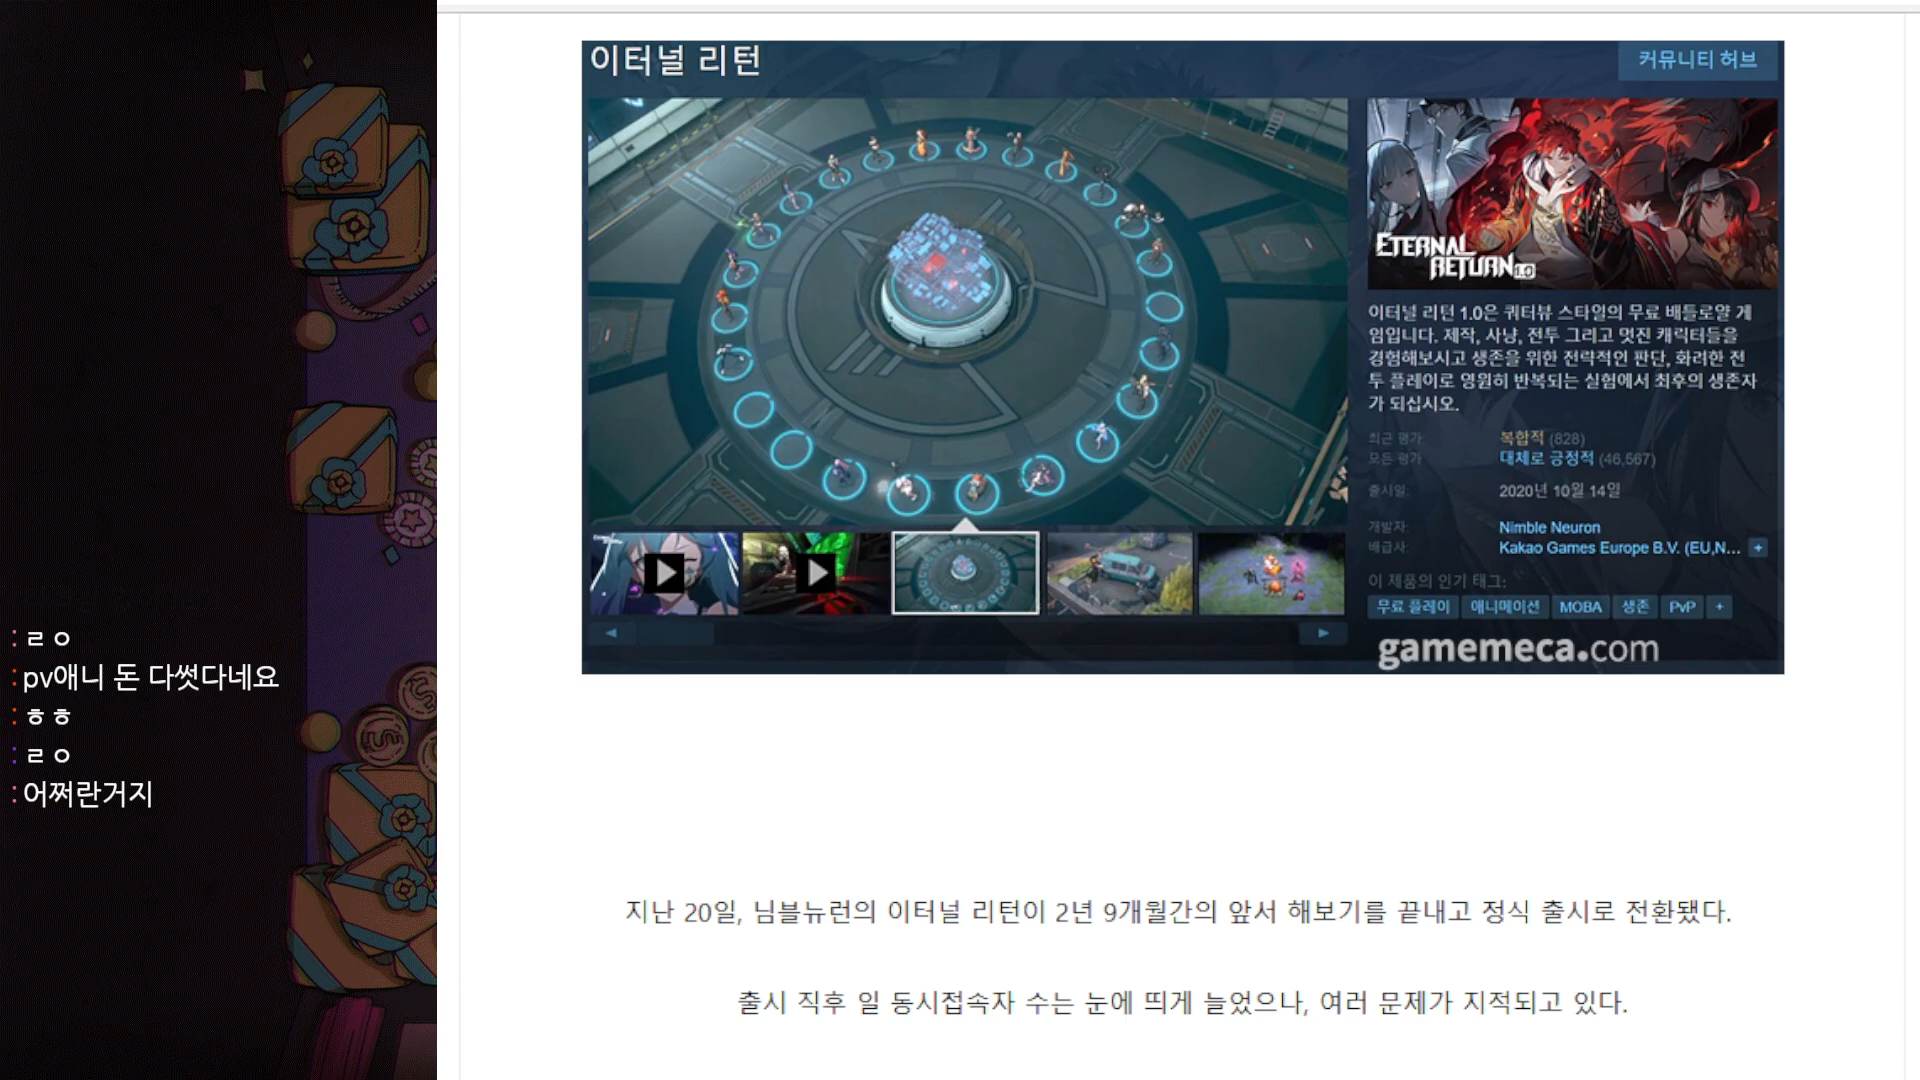 : ㄹㅇ
: pv애니 돈 다썻다네요
: ㅎㅎ
: ㄹㅇ
: 어쩌란거지
이터널 리턴
커뮤니티 허브
ETERNAL
RETURN 1.0
이터널 리턴 1.0은 쿼터뷰 스타일의 무료 배틀로얄 게
임입니다. 제작, 사냥, 전투 그리고 멋진 캐릭터들을
경험해보시고 생존을 위한 전략적인 판단, 화려한 전
투 플레이로 영원히 반복되는 실험에서 최후의 생존자
가 되십시오.
최근 평가: 복합적 (828)
모든 평가: 대체로 긍정적 (46,567)
출시일: 2020년 10월 14일
개발자: Nimble Neuron
배급사: Kakao Games Europe B.V. (EU,N... +
이 제품의 인기 태그:
무료 플레이 애니메이션 MOBA 생존 PvP +
gamemeca.com
지난 20일, 님블뉴런의 이터널 리턴이 2년 9개월간의 앞서 해보기를 끝내고 정식 출시로 전환됐다.
출시 직후 일 동시접속자 수는 눈에 띄게 늘었으나, 여러 문제가 지적되고 있다.